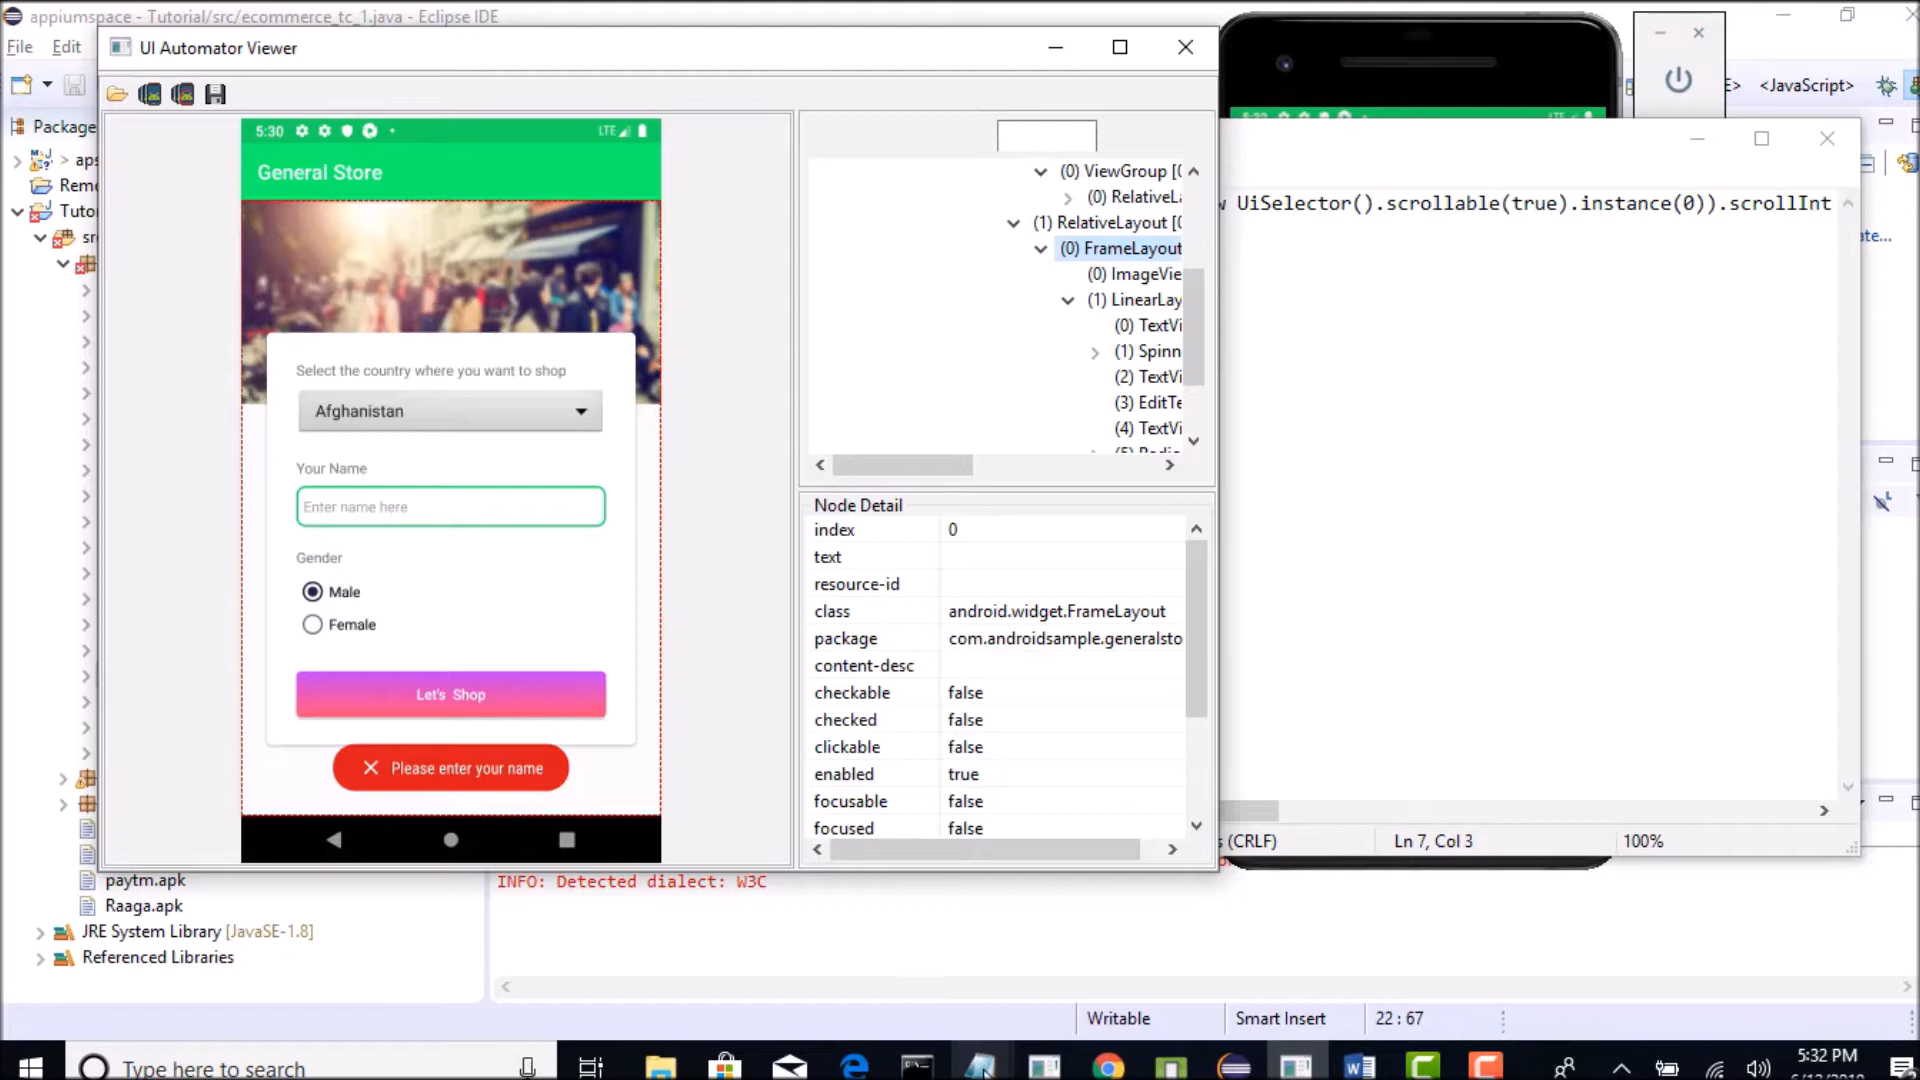 appiumspace - Tutorial/src/ecommerce_tc_1.java - Eclipse IDE
File Edit
UI Automator Viewer
<JavaScript>
Package
> aps
Rem
Tuto
5:30 LTE
General Store
Select the country where you want to shop
Afghanistan
Your Name
Enter name here
Gender
Male
Female
Let's Shop
Please enter your name
(0) ViewGroup [0
(0) RelativeLa
(1) RelativeLayout [0
(0) FrameLayout
(0) ImageVie
(1) LinearLay
(0) TextVi
(1) Spinn
(2) TextVi
(3) EditTe
(4) TextVi
Node Detail
index 0
text
resource-id
class android.widget.FrameLayout
package com.androidsample.generalsto
content-desc
checkable false
checked false
clickable false
enabled true
focusable false
focused false
UiSelector().scrollable(true).instance(0)).scrollInt
ate...
(CRLF) Ln 7, Col 3 100%
paytm.apk
Raaga.apk
JRE System Library [JavaSE-1.8]
Referenced Libraries
INFO: Detected dialect: W3C
Writable Smart Insert 22 : 67
Type here to search
5:32 PM